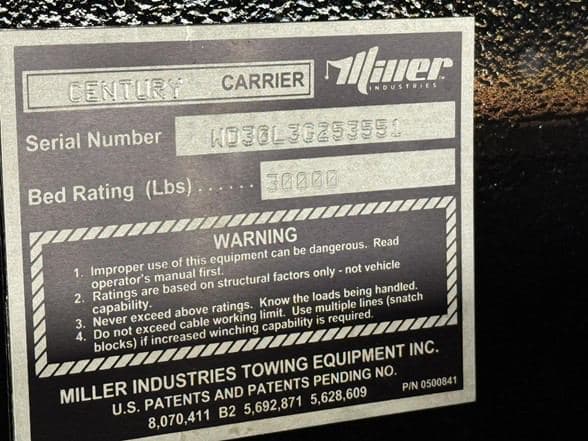 CENTURY CARRIER Miller
INDUSTRIES
Serial Number WD30L3GZ53551
Bed Rating (Lbs)...... 30000
WARNING
1. Improper use of this equipment can be dangerous. Read
operator's manual first.
2. Ratings are based on structural factors only - not vehicle
capability.
3. Never exceed above ratings. Know the loads being handled.
4. Do not exceed cable working limit. Use multiple lines (snatch
blocks) if increased winching capability is required.
MILLER INDUSTRIES TOWING EQUIPMENT INC.
U.S. PATENTS AND PATENTS PENDING NO.
8,070,411 B2 5,692,871 5,628,609
P/N 0500841